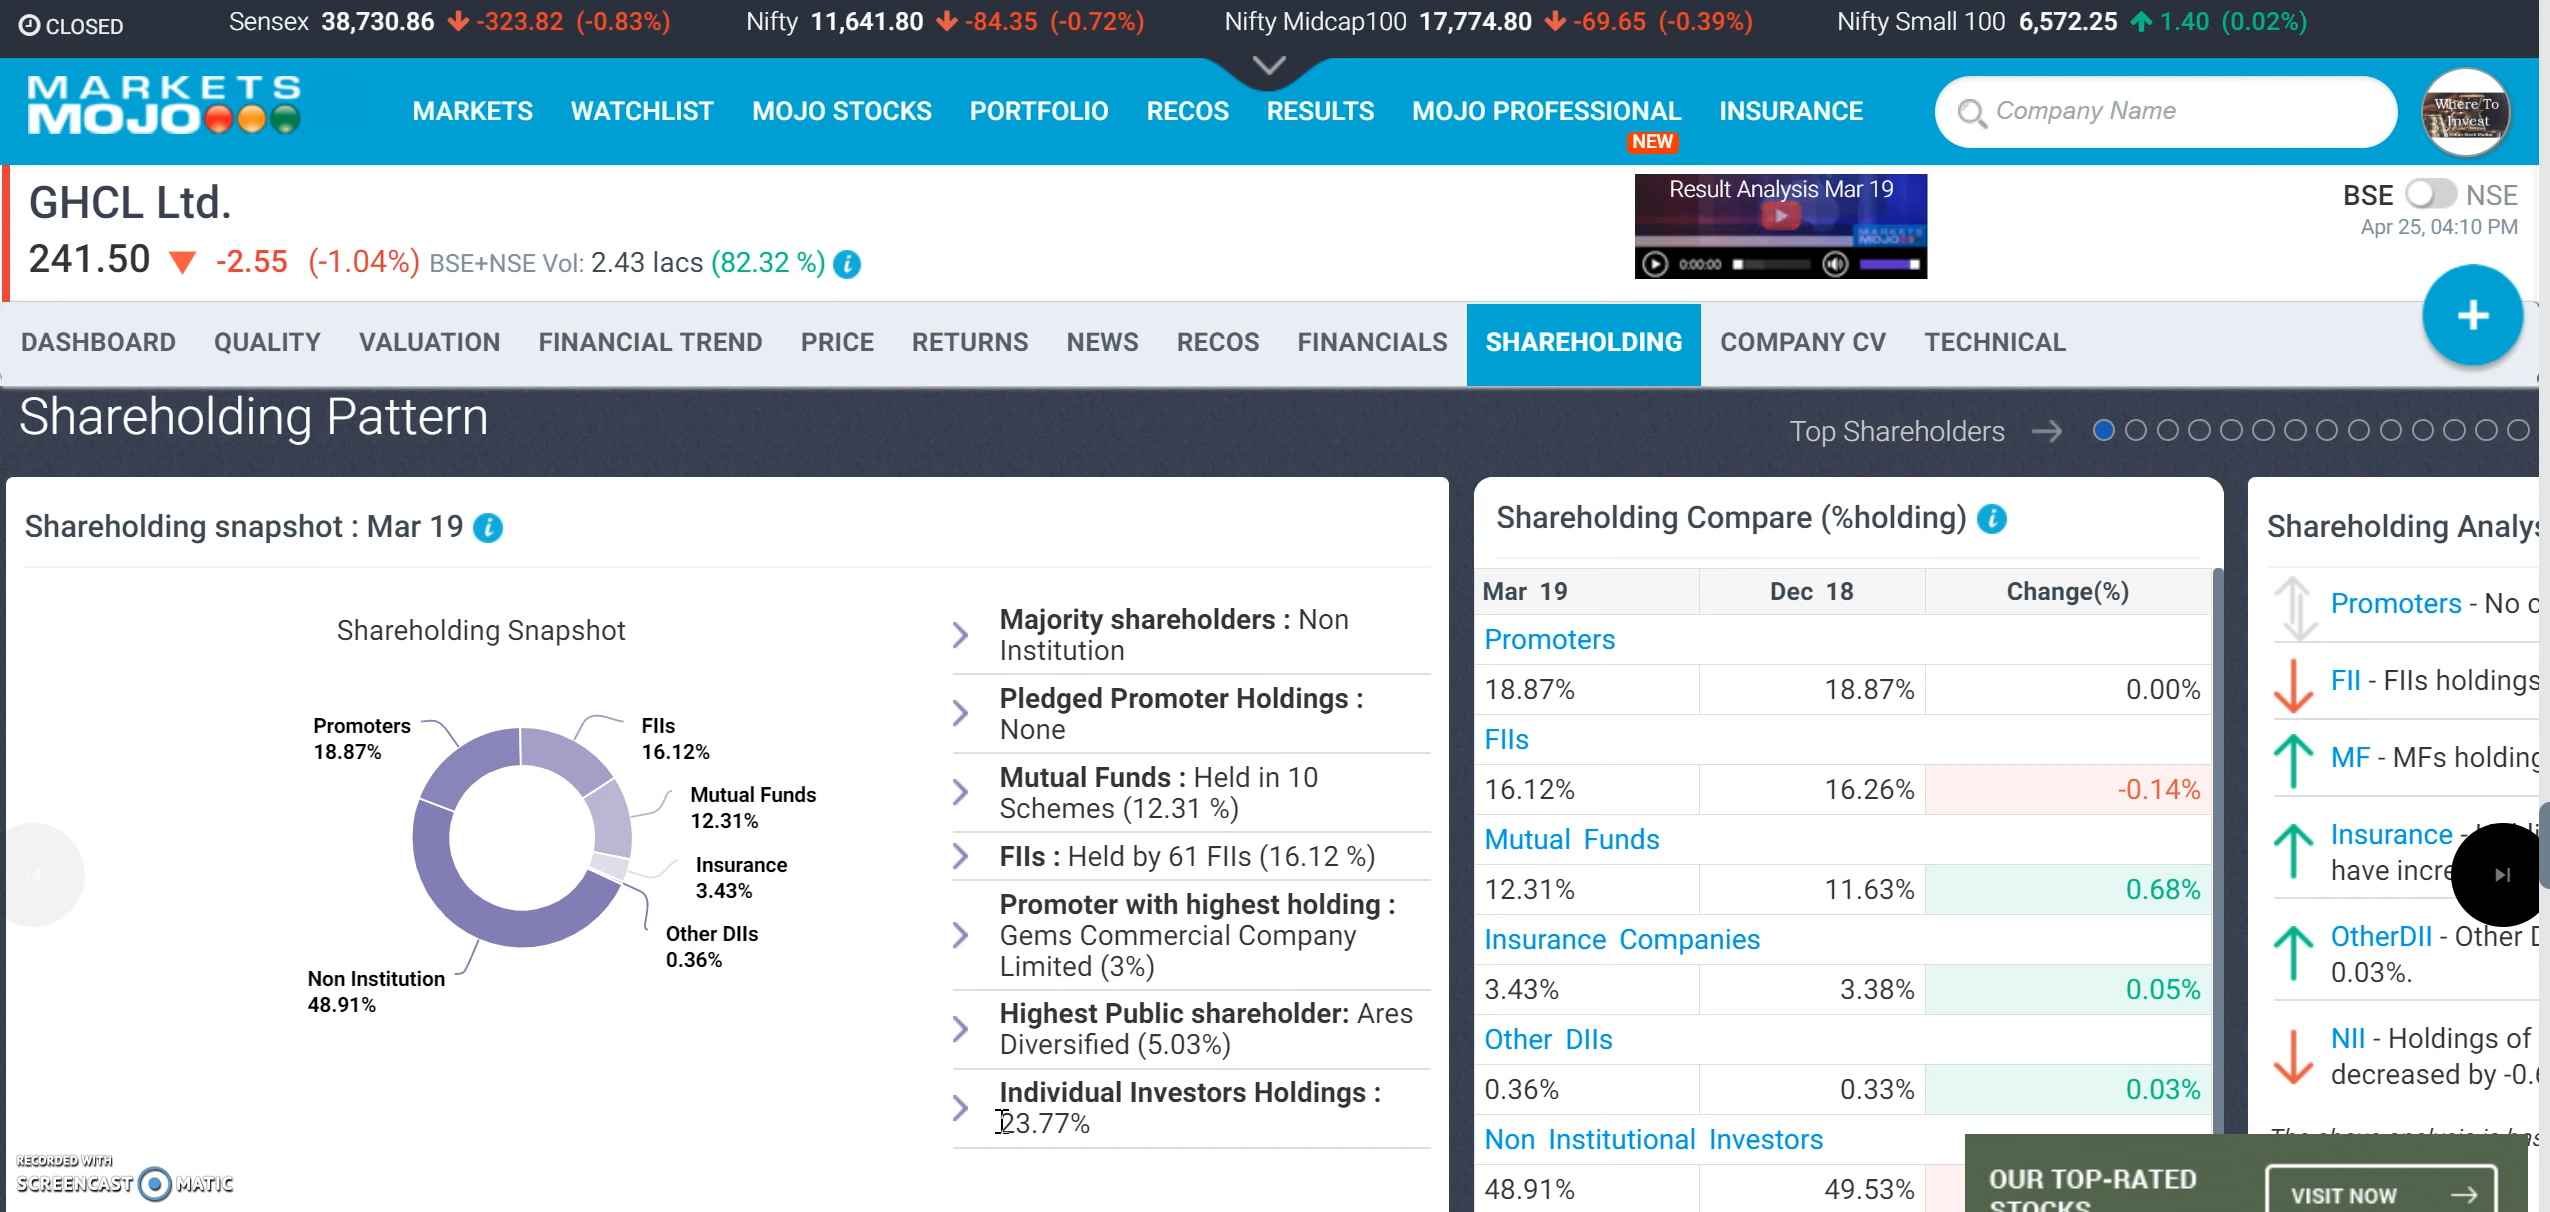 CLOSED Sensex 38,730.86 -323.82 (-0.83%) Nifty 11,641.80 -84.35 (-0.72%) Nifty Midcap100 17,774.80 -69.65 (-0.39%) Nifty Small 100 6,572.25 1.40 (0.02%)
MARKETS
MOJO
MARKETS WATCHLIST MOJO STOCKS PORTFOLIO RECOS RESULTS MOJO PROFESSIONAL INSURANCE
NEW
Company Name
Where To
Invest
GHCL Ltd.
241.50 -2.55 (-1.04%) BSE+NSE Vol: 2.43 lacs (82.32 %)
Result Analysis Mar 19
MARKETS
MOJO
0:00:00
BSE NSE
Apr 25, 04:10 PM
DASHBOARD QUALITY VALUATION FINANCIAL TREND PRICE RETURNS NEWS RECOS FINANCIALS SHAREHOLDING COMPANY CV TECHNICAL
Shareholding Pattern
Top Shareholders
Shareholding snapshot : Mar 19
Shareholding Snapshot
Promoters
18.87%
FIIs
16.12%
Mutual Funds
12.31%
Insurance
3.43%
Other DIIs
0.36%
Non Institution
48.91%
Majority shareholders : Non
Institution
Pledged Promoter Holdings :
None
Mutual Funds : Held in 10
Schemes (12.31 %)
FIIs : Held by 61 FIIs (16.12 %)
Promoter with highest holding :
Gems Commercial Company
Limited (3%)
Highest Public shareholder: Ares
Diversified (5.03%)
Individual Investors Holdings :
23.77%
Shareholding Compare (%holding)
Mar 19 Dec 18 Change(%)
Promoters
18.87% 18.87% 0.00%
FIIs
16.12% 16.26% -0.14%
Mutual Funds
12.31% 11.63% 0.68%
Insurance Companies
3.43% 3.38% 0.05%
Other DIIs
0.36% 0.33% 0.03%
Non Institutional Investors
48.91% 49.53%
Shareholding
Promoters - No
FII - FIIs holdings
MF - MFs holding
Insurance -
have
OtherDII - Other
0.03%.
NII - Holdings of
decreased by
RECORDED WITH
SCREENCAST MATIC
OUR TOP-RATED
STOCKS
VISIT NOW